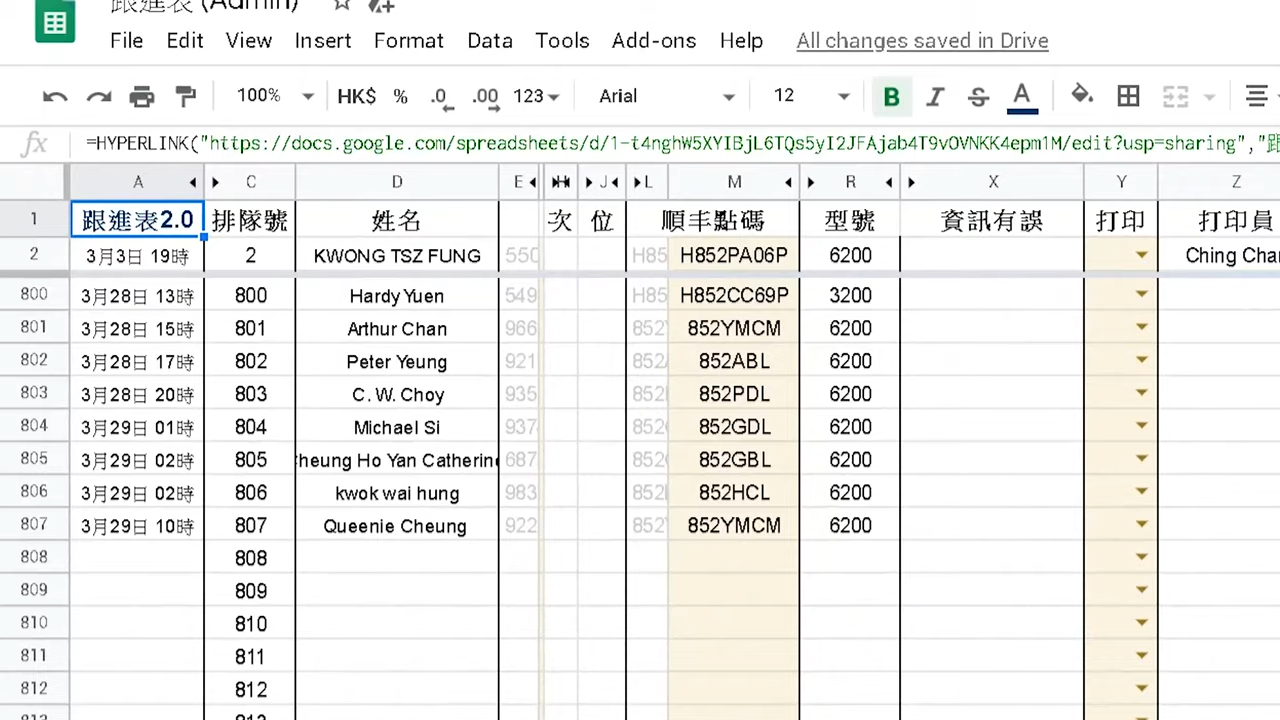 跟進表 (Admin)
File Edit View Insert Format Data Tools Add-ons Help All changes saved in Drive
100% HK$ % .0 .00 123 Arial 12 B I S A
fx =HYPERLINK("https://docs.google.com/spreadsheets/d/1-t4nghW5XYIBjL6TQs5yI2JFAjab4T9vOVNKK4epm1M/edit?usp=sharing","跟
A C D E H J L M R X Y Z
1 跟進表2.0 排隊號 姓名 次 位 順丰點碼 型號 資訊有誤 打印 打印員
2 3月3日 19時 2 KWONG TSZ FUNG 550 H85 H852PA06P 6200 Ching Cha
800 3月28日 13時 800 Hardy Yuen 549 H85 H852CC69P 3200
801 3月28日 15時 801 Arthur Chan 966 852 852YMCM 6200
802 3月28日 17時 802 Peter Yeung 921 852 852ABL 6200
803 3月28日 20時 803 C. W. Choy 935 852 852PDL 6200
804 3月29日 01時 804 Michael Si 937 852 852GDL 6200
805 3月29日 02時 805 heung Ho Yan Catherin 687 852 852GBL 6200
806 3月29日 02時 806 kwok wai hung 983 852 852HCL 6200
807 3月29日 10時 807 Queenie Cheung 922 852 852YMCM 6200
808 808
809 809
810 810
811 811
812 812
813